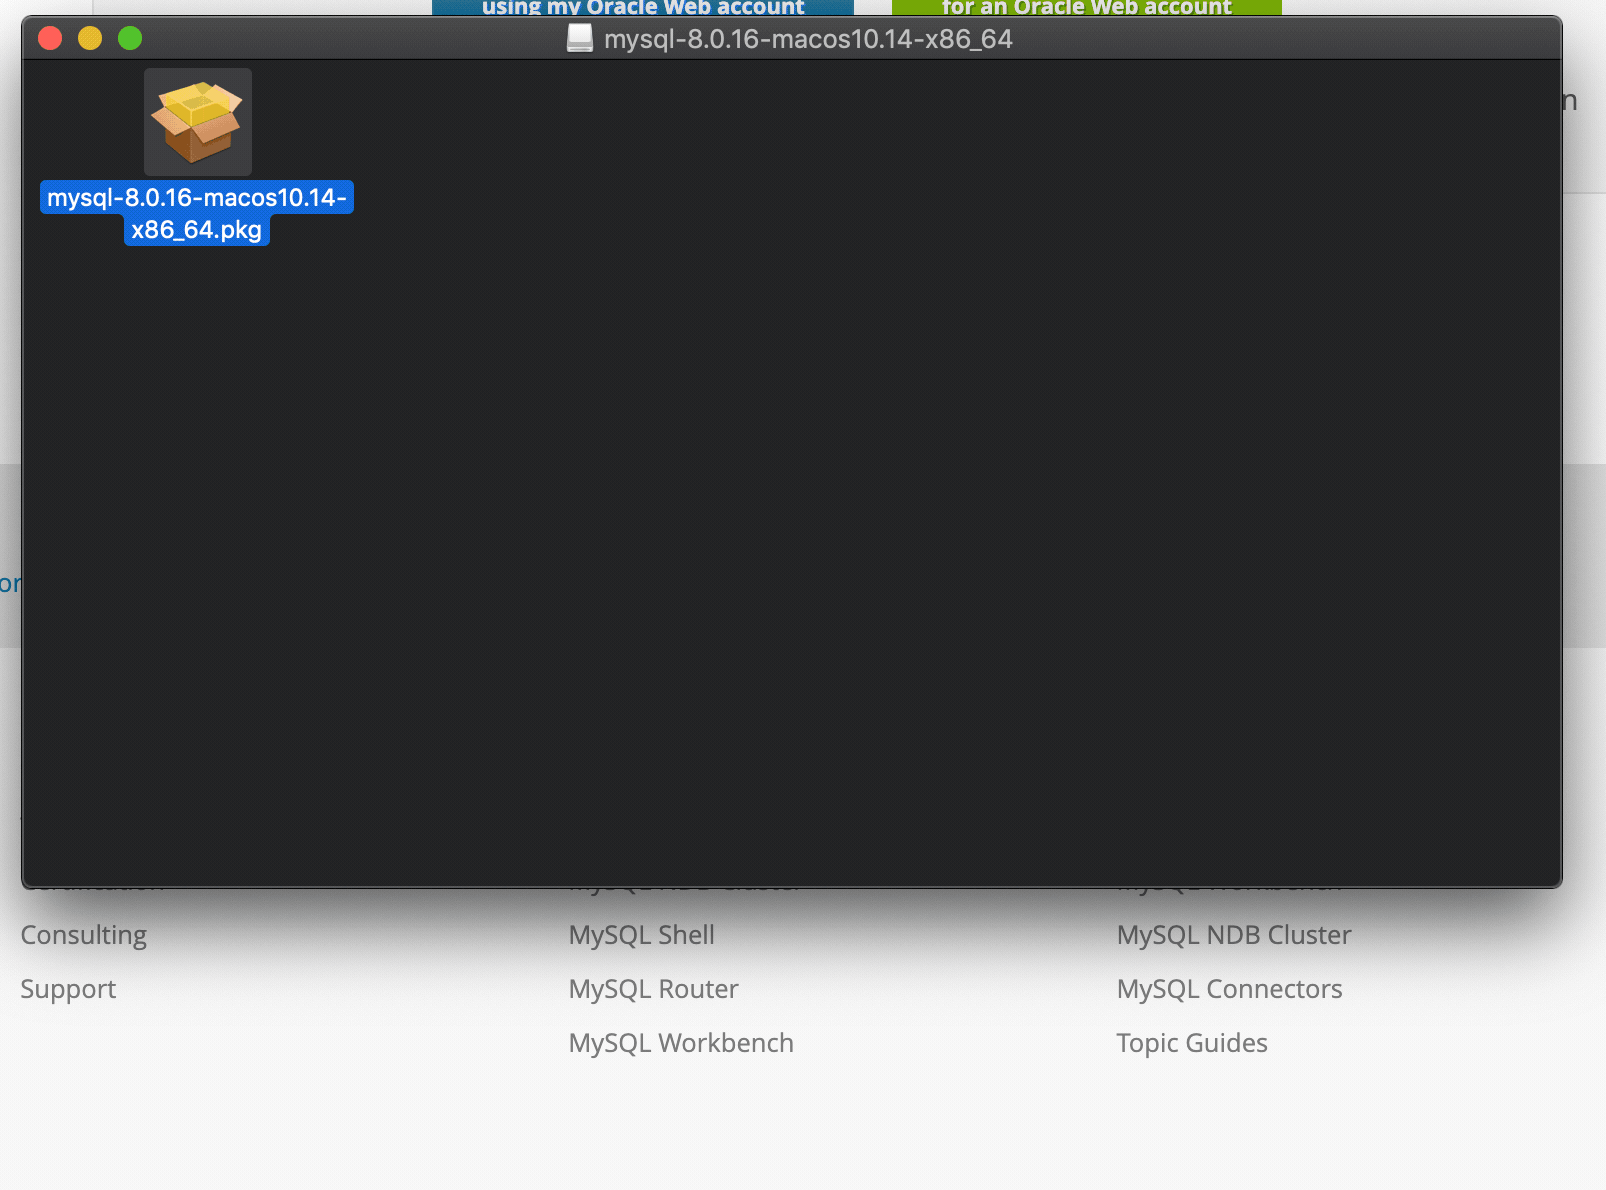 using my Oracle Web account
for an Oracle Web account
mysql-8.0.16-macos10.14-x86_64
mysql-8.0.16-macos10.14-
x86_64.pkg
Consulting
MySQL Shell
MySQL NDB Cluster
Support
MySQL Router
MySQL Connectors
MySQL Workbench
Topic Guides